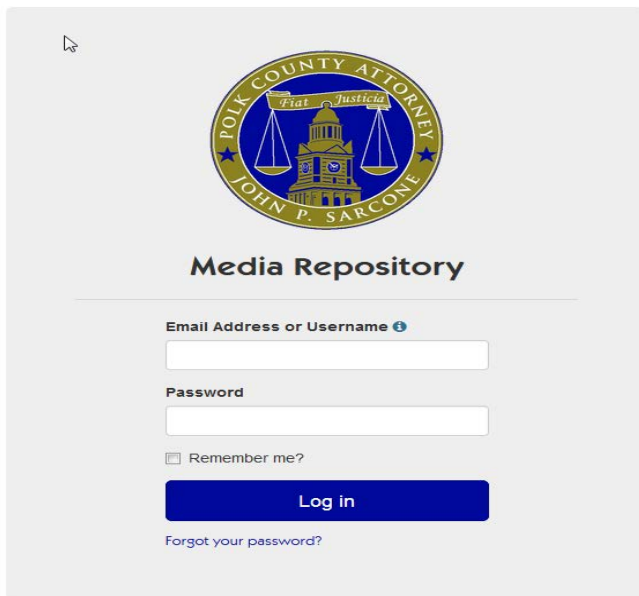 POLK COUNTY ATTORNEY
Fiat Justicia
JOHN P. SARCONE
Media Repository
Email Address or Username
Password
Remember me?
Log in
Forgot your password?